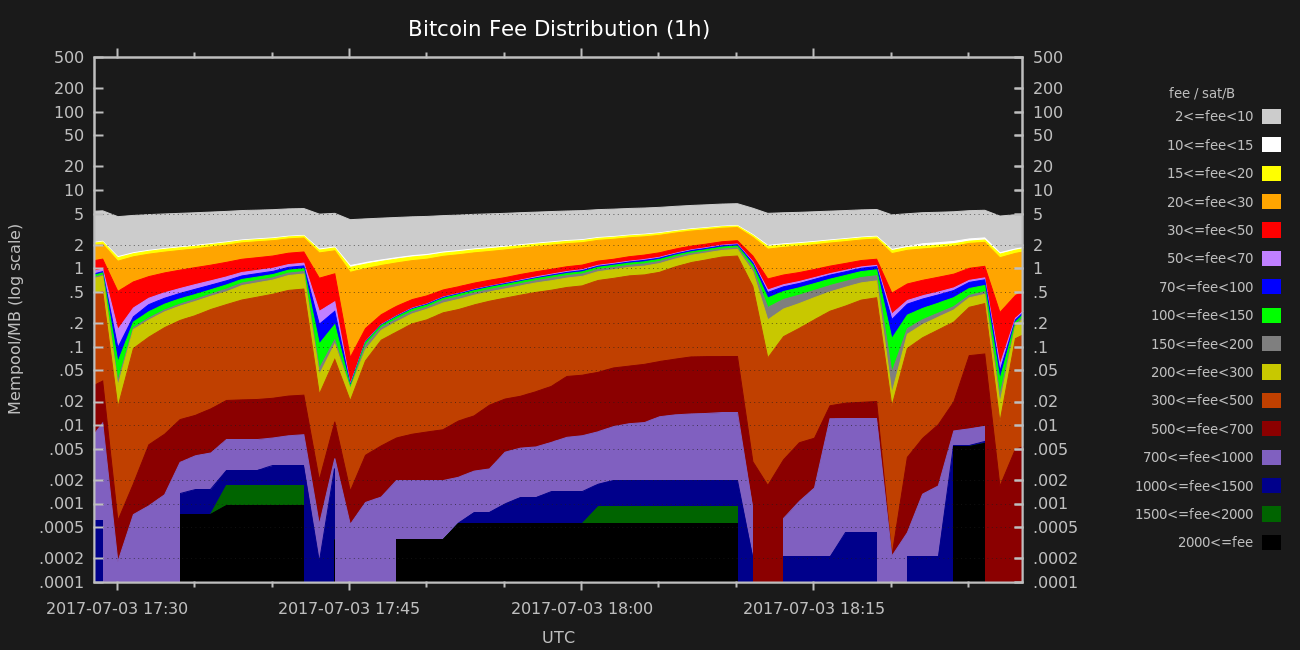 Bitcoin Fee Distribution (1h)
500 500
200 200
100 100
50 50
20 20
10 10
5 5
2 2
1 1
.5 .5
.2 .2
.1 .1
.05 .05
.02 .02
.01 .01
.005 .005
.002 .002
.001 .001
.0005 .0005
.0002 .0002
.0001 .0001
Mempool/MB (log scale)
2017-07-03 17:30 2017-07-03 17:45 2017-07-03 18:00 2017-07-03 18:15
UTC
fee / sat/B
2<=fee<10
10<=fee<15
15<=fee<20
20<=fee<30
30<=fee<50
50<=fee<70
70<=fee<100
100<=fee<150
150<=fee<200
200<=fee<300
300<=fee<500
500<=fee<700
700<=fee<1000
1000<=fee<1500
1500<=fee<2000
2000<=fee